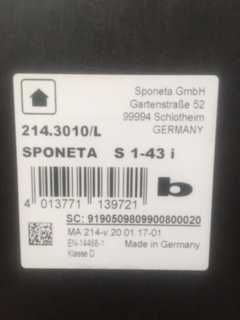 Sponeta GmbH
Gartenstraße 52
99994 Schlotheim
GERMANY
214.3010/L
SPONETA S 1-43 i
b
4 013771 139721
SC: 9190509809900800020
MA 214-v.20.01.17-01
EN-14468-1
Klasse D
Made in Germany